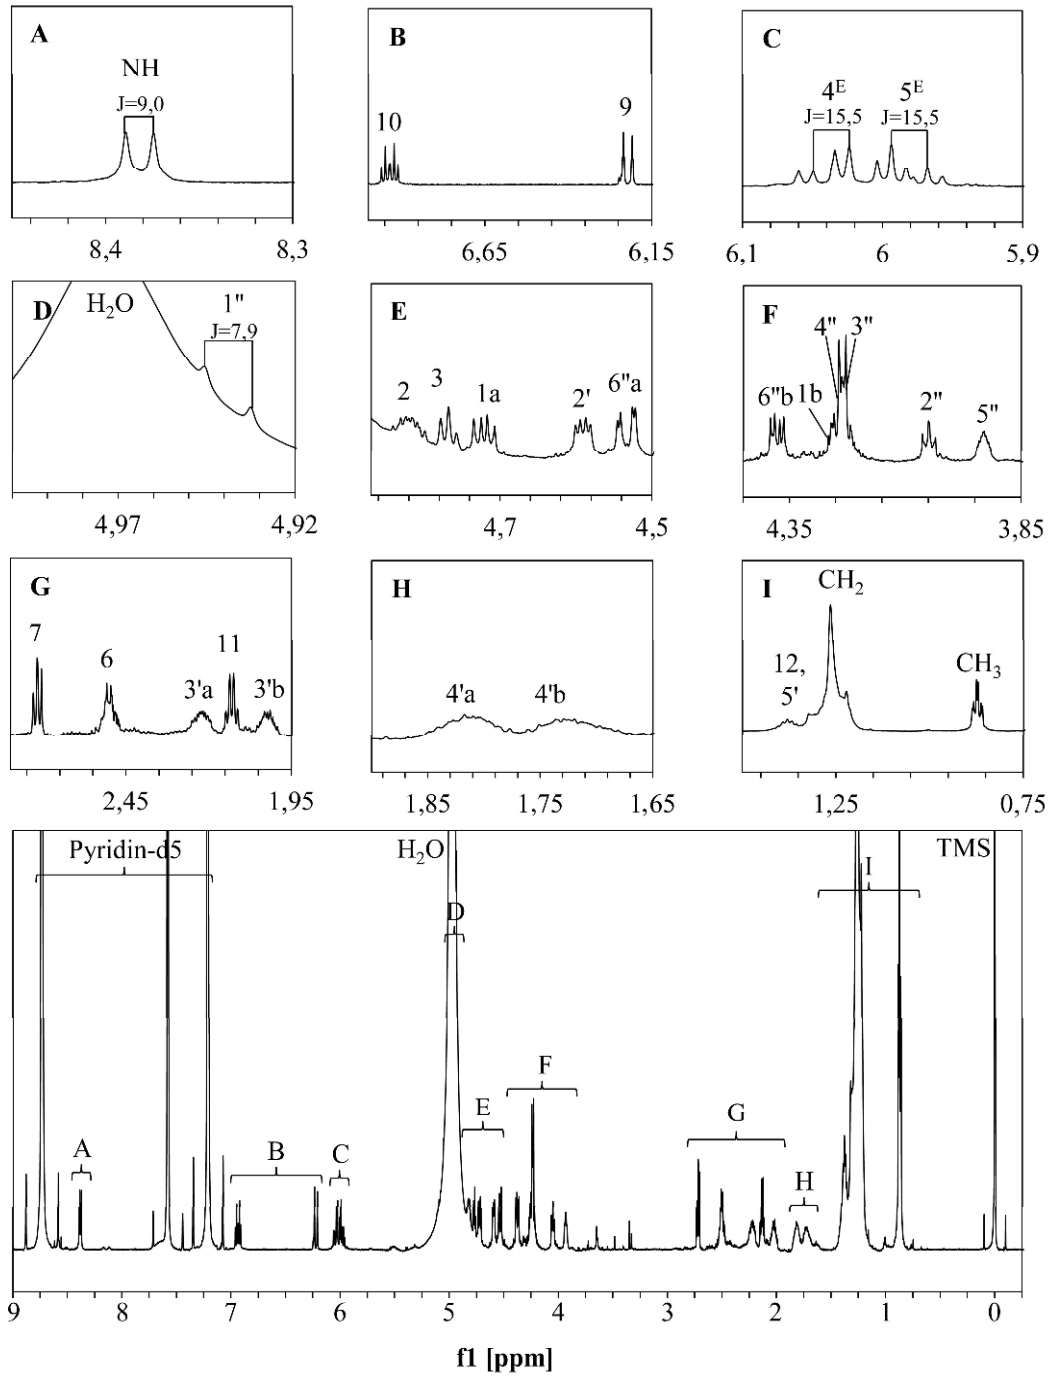 A
NH
J=9,0
8,4
8,3
B
10
9
6,65
6,15
C
4E
5E
J=15,5
J=15,5
6,1
6
5,9
D
H2O
1"
J=7,9
4,97
4,92
E
2
3
1a
2'
6"a
4,7
4,5
F
4"
3"
6"b
1b
2"
5"
4,35
3,85
G
7
6
3'a
11
3'b
2,45
1,95
H
4'a
4'b
1,85
1,75
1,65
I
CH2
12,
5'
CH3
1,25
0,75
Pyridin-d5
H2O
TMS
D
I
F
E
G
A
B
C
H
9
8
7
6
5
4
3
2
1
0
f1 [ppm]